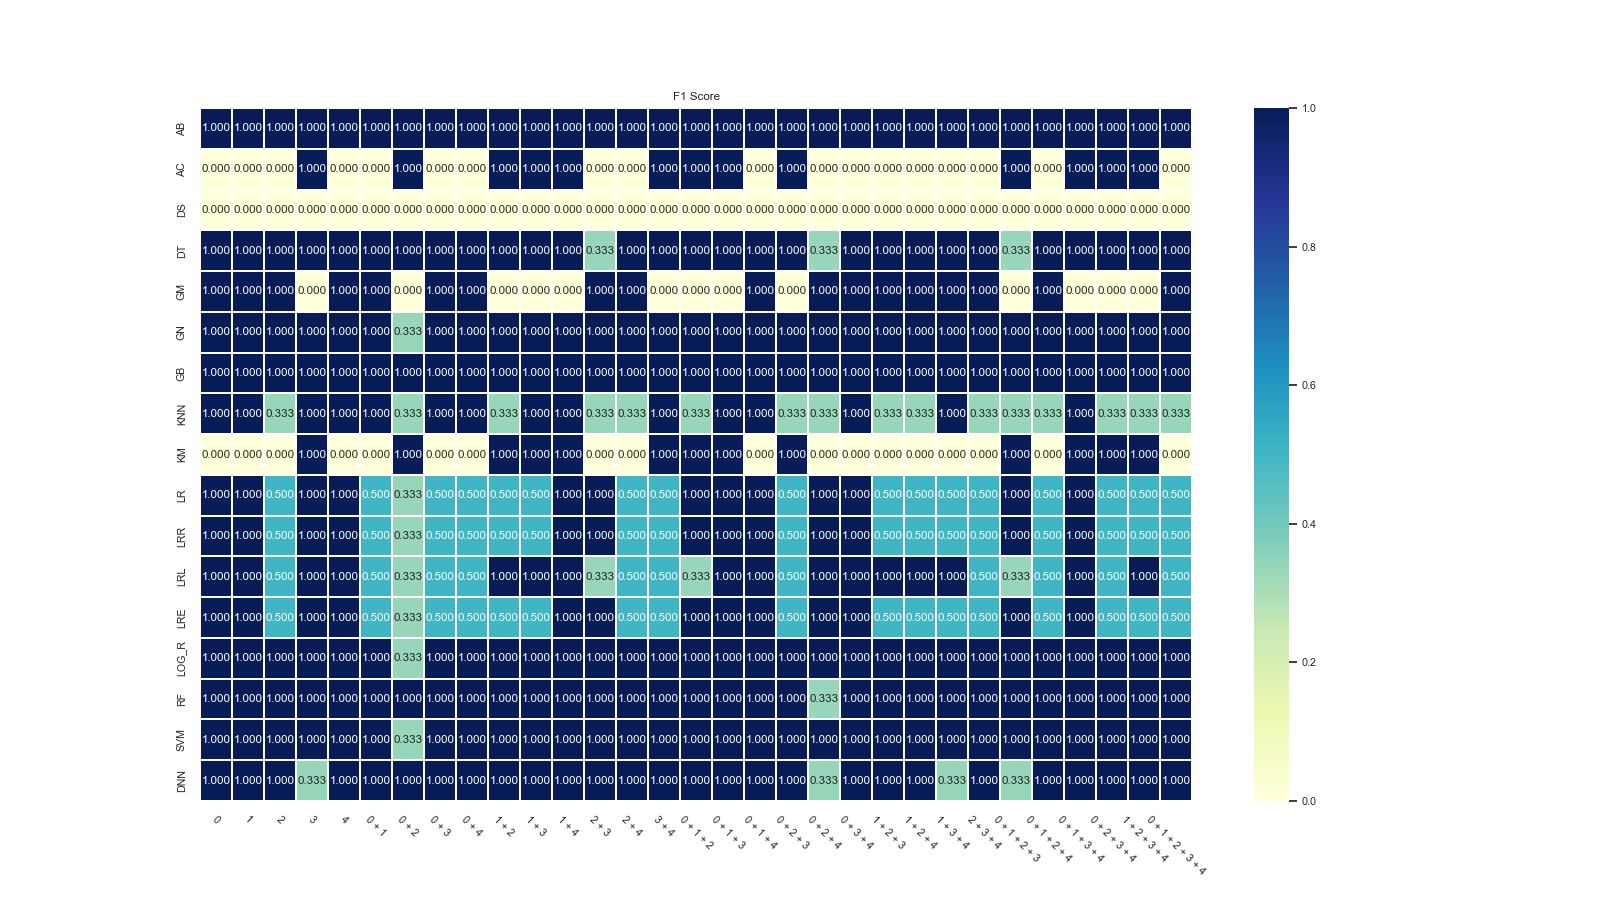 F1 Score
AB 1.000 1.000 1.000 1.000 1.000 1.000 1.000 1.000 1.000 1.000 1.000 1.000 1.000 1.000 1.000 1.000 1.000 1.000 1.000 1.000 1.000 1.000 1.000 1.000 1.000 1.000 1.000 1.000 1.000 1.000 1.000
AC 0.000 0.000 0.000 1.000 0.000 0.000 1.000 0.000 0.000 1.000 1.000 1.000 0.000 0.000 1.000 1.000 1.000 0.000 1.000 0.000 0.000 0.000 0.000 0.000 0.000 1.000 0.000 1.000 1.000 1.000 0.000
DS 0.000 0.000 0.000 0.000 0.000 0.000 0.000 0.000 0.000 0.000 0.000 0.000 0.000 0.000 0.000 0.000 0.000 0.000 0.000 0.000 0.000 0.000 0.000 0.000 0.000 0.000 0.000 0.000 0.000 0.000 0.000
DT 1.000 1.000 1.000 1.000 1.000 1.000 1.000 1.000 1.000 1.000 1.000 1.000 0.333 1.000 1.000 1.000 1.000 1.000 1.000 0.333 1.000 1.000 1.000 1.000 1.000 0.333 1.000 1.000 1.000 1.000 1.000
GM 1.000 1.000 1.000 0.000 1.000 1.000 0.000 1.000 1.000 0.000 0.000 0.000 1.000 1.000 0.000 0.000 0.000 1.000 0.000 1.000 1.000 1.000 1.000 1.000 1.000 0.000 1.000 0.000 0.000 0.000 1.000
GN 1.000 1.000 1.000 1.000 1.000 1.000 0.333 1.000 1.000 1.000 1.000 1.000 1.000 1.000 1.000 1.000 1.000 1.000 1.000 1.000 1.000 1.000 1.000 1.000 1.000 1.000 1.000 1.000 1.000 1.000 1.000
GB 1.000 1.000 1.000 1.000 1.000 1.000 1.000 1.000 1.000 1.000 1.000 1.000 1.000 1.000 1.000 1.000 1.000 1.000 1.000 1.000 1.000 1.000 1.000 1.000 1.000 1.000 1.000 1.000 1.000 1.000 1.000
KNN 1.000 1.000 0.333 1.000 1.000 1.000 0.333 1.000 1.000 0.333 1.000 1.000 0.333 0.333 1.000 0.333 1.000 1.000 0.333 0.333 1.000 0.333 0.333 1.000 0.333 0.333 0.333 1.000 0.333 0.333 0.333
KM 0.000 0.000 0.000 1.000 0.000 0.000 1.000 0.000 0.000 1.000 1.000 1.000 0.000 0.000 1.000 1.000 1.000 0.000 1.000 0.000 0.000 0.000 0.000 0.000 0.000 1.000 0.000 1.000 1.000 1.000 0.000
LR 1.000 1.000 0.500 1.000 1.000 0.500 0.333 0.500 0.500 0.500 0.500 1.000 1.000 0.500 0.500 1.000 1.000 1.000 0.500 1.000 1.000 0.500 0.500 0.500 0.500 1.000 0.500 1.000 0.500 0.500 0.500
LRR 1.000 1.000 0.500 1.000 1.000 0.500 0.333 0.500 0.500 0.500 0.500 1.000 1.000 0.500 0.500 1.000 1.000 1.000 0.500 1.000 1.000 0.500 0.500 0.500 0.500 1.000 0.500 1.000 0.500 0.500 0.500
LRL 1.000 1.000 0.500 1.000 1.000 0.500 0.333 0.500 0.500 1.000 1.000 1.000 0.333 0.500 0.500 0.333 1.000 1.000 0.500 1.000 1.000 1.000 1.000 1.000 0.500 0.333 0.500 1.000 0.500 1.000 0.500
LRE 1.000 1.000 0.500 1.000 1.000 0.500 0.333 0.500 0.500 0.500 0.500 1.000 1.000 0.500 0.500 1.000 1.000 1.000 0.500 1.000 1.000 0.500 0.500 0.500 0.500 1.000 0.500 1.000 0.500 0.500 0.500
LOG_R 1.000 1.000 1.000 1.000 1.000 1.000 0.333 1.000 1.000 1.000 1.000 1.000 1.000 1.000 1.000 1.000 1.000 1.000 1.000 1.000 1.000 1.000 1.000 1.000 1.000 1.000 1.000 1.000 1.000 1.000 1.000
RF 1.000 1.000 1.000 1.000 1.000 1.000 1.000 1.000 1.000 1.000 1.000 1.000 1.000 1.000 1.000 1.000 1.000 1.000 1.000 0.333 1.000 1.000 1.000 1.000 1.000 1.000 1.000 1.000 1.000 1.000 1.000
SVM 1.000 1.000 1.000 1.000 1.000 1.000 0.333 1.000 1.000 1.000 1.000 1.000 1.000 1.000 1.000 1.000 1.000 1.000 1.000 1.000 1.000 1.000 1.000 1.000 1.000 1.000 1.000 1.000 1.000 1.000 1.000
DNN 1.000 1.000 1.000 0.333 1.000 1.000 1.000 1.000 1.000 1.000 1.000 1.000 1.000 1.000 1.000 1.000 1.000 1.000 1.000 0.333 1.000 1.000 1.000 0.333 1.000 0.333 1.000 1.000 1.000 1.000 1.000
0
1
2
3
4
0 + 1
0 + 2
0 + 3
0 + 4
1 + 2
1 + 3
1 + 4
2 + 3
2 + 4
3 + 4
0 + 1 + 2
0 + 1 + 3
0 + 1 + 4
0 + 2 + 3
0 + 2 + 4
0 + 3 + 4
1 + 2 + 3
1 + 2 + 4
1 + 3 + 4
2 + 3 + 4
0 + 1 + 2 + 3
0 + 1 + 2 + 4
0 + 1 + 3 + 4
0 + 2 + 3 + 4
1 + 2 + 3 + 4
0 + 1 + 2 + 3 + 4
1.0
0.8
0.6
0.4
0.2
0.0